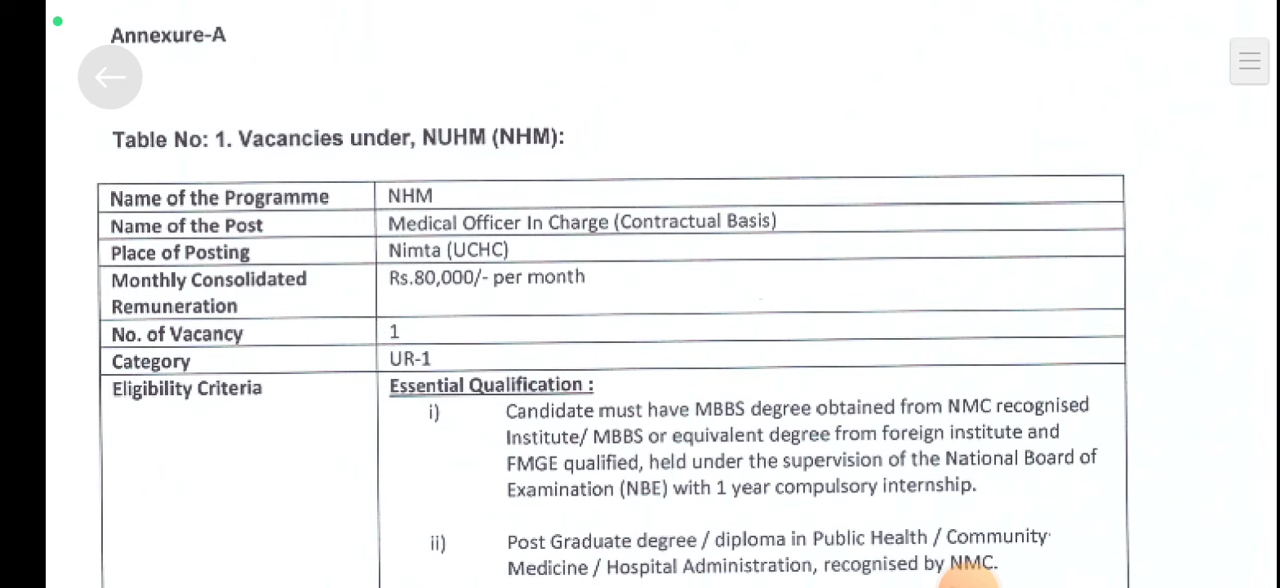 Annexure-A
Table No: 1. Vacancies under, NUHM (NHM):
Name of the Programme NHM
Name of the Post Medical Officer In Charge (Contractual Basis)
Place of Posting Nimta (UCHC)
Monthly Consolidated Rs.80,000/- per month
Remuneration
No. of Vacancy 1
Category UR-1
Eligibility Criteria Essential Qualification :
i) Candidate must have MBBS degree obtained from NMC recognised
Institute/ MBBS or equivalent degree from foreign institute and
FMGE qualified, held under the supervision of the National Board of
Examination (NBE) with 1 year compulsory internship.
ii) Post Graduate degree / diploma in Public Health / Community
Medicine / Hospital Administration, recognised by NMC.